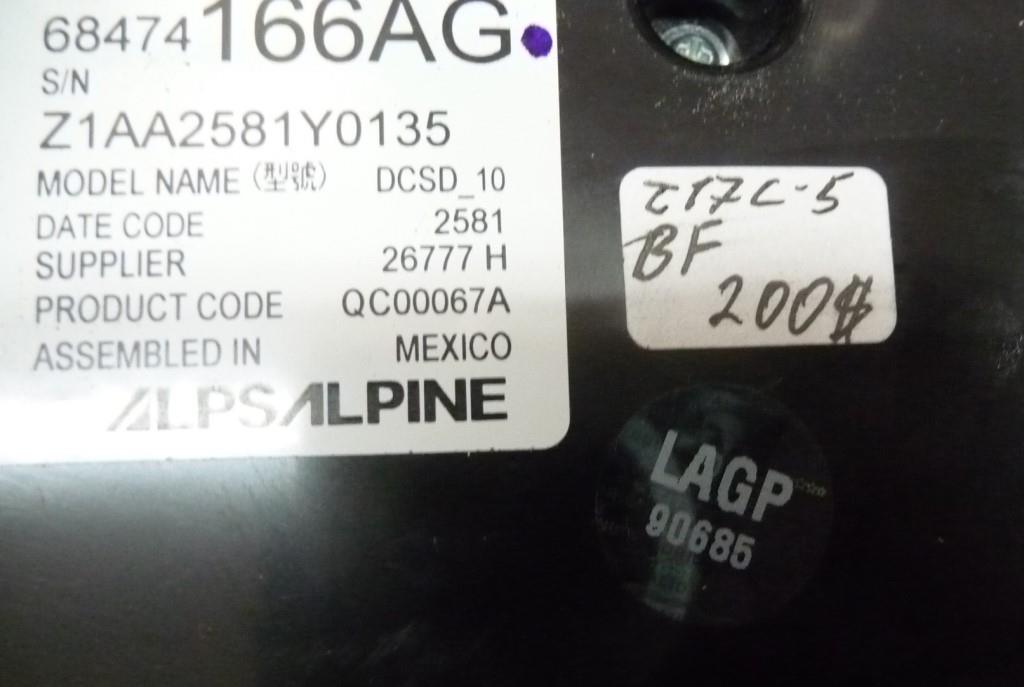 68474166AG
S/N
Z1AA2581Y0135
MODEL NAME (型號) DCSD_10
DATE CODE 2581
SUPPLIER 26777 H
PRODUCT CODE QC00067A
ASSEMBLED IN MEXICO
ALPSALPINE
BF
200$
LAGP
90685